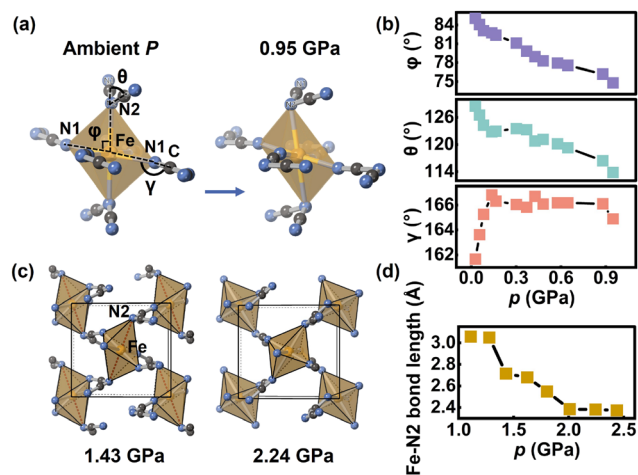 (a)
Ambient P
0.95 GPa
θ
N2
N1
φ
Fe
N1
C
γ
(b)
φ (°)
84
81
78
75
θ (°)
126
120
114
γ (°)
166
164
162
0.0 0.3 0.6 0.9
p (GPa)
(c)
N2
Fe
1.43 GPa
2.24 GPa
(d)
Fe-N2 bond length (Å)
3.0
2.8
2.6
2.4
1.0 1.5 2.0 2.5
p (GPa)